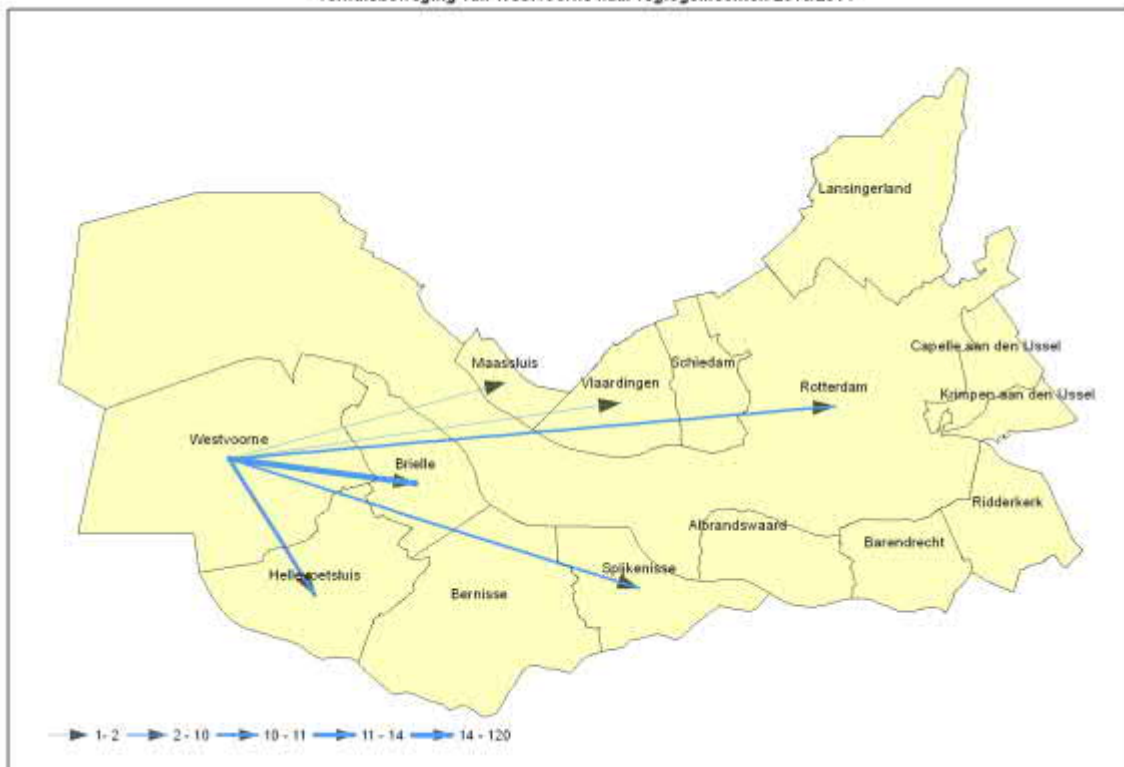 Lansingerland
Capelle aan den IJssel
Maassluis
Schiedam
Vlaardingen
Rotterdam
Krimpen aan den IJssel
Westvoorne
Brielle
Ridderkerk
Albrandswaard
Barendrecht
Hellevoetsluis
Spijkenisse
Bernisse
1 - 2
2 - 10
10 - 11
11 - 14
14 - 120